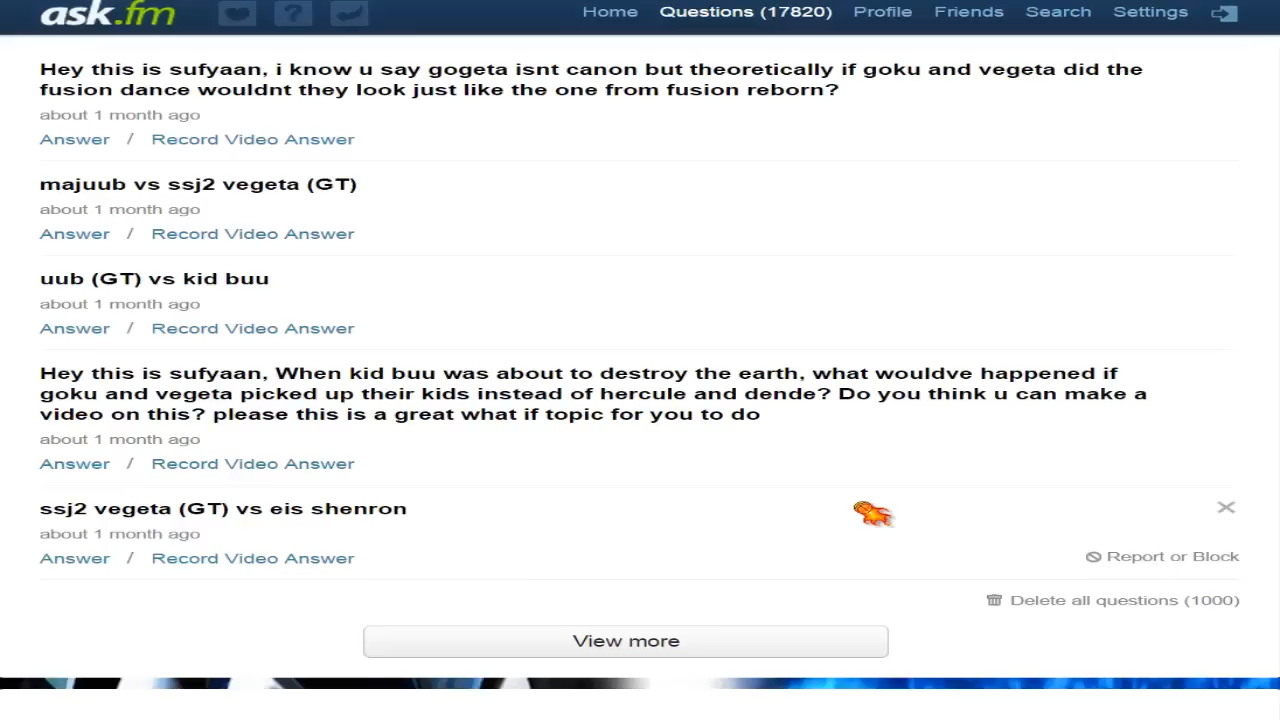 ask.fm Home Questions (17820) Profile Friends Search Settings
Hey this is sufyaan, i know u say gogeta isnt canon but theoretically if goku and vegeta did the
fusion dance wouldnt they look just like the one from fusion reborn?
about 1 month ago
Answer / Record Video Answer
majuub vs ssj2 vegeta (GT)
about 1 month ago
Answer / Record Video Answer
uub (GT) vs kid buu
about 1 month ago
Answer / Record Video Answer
Hey this is sufyaan, When kid buu was about to destroy the earth, what wouldve happened if
goku and vegeta picked up their kids instead of hercule and dende? Do you think u can make a
video on this? please this is a great what if topic for you to do
about 1 month ago
Answer / Record Video Answer
ssj2 vegeta (GT) vs eis shenron
about 1 month ago
Answer / Record Video Answer Report or Block
Delete all questions (1000)
View more